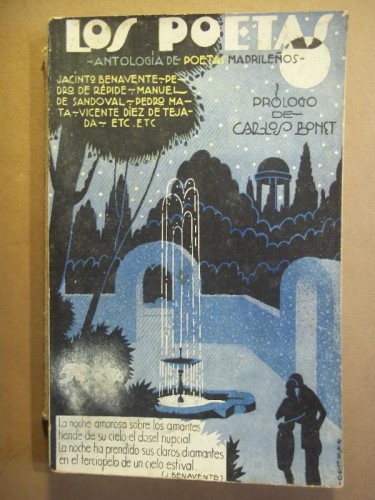 LOS POETAS
-ANTOLOGÍA DE POETAS MADRILEÑOS-
JACINTO BENAVENTE-PE-
DRO DE RÉPIDE-MANUEL
DE SANDOVAL-PEDRO MA-
TA-VICENTE DÍEZ DE TEJA-
DA-ETC.ETC
PRÓLOGO
DE
CARLOS BONET
La noche amorosa sobre los amantes
tiende de su cielo el dosel nupcial
La noche ha prendido sus claros diamantes
en el terciopelo de un cielo estival.
(J. BENAVENTE)